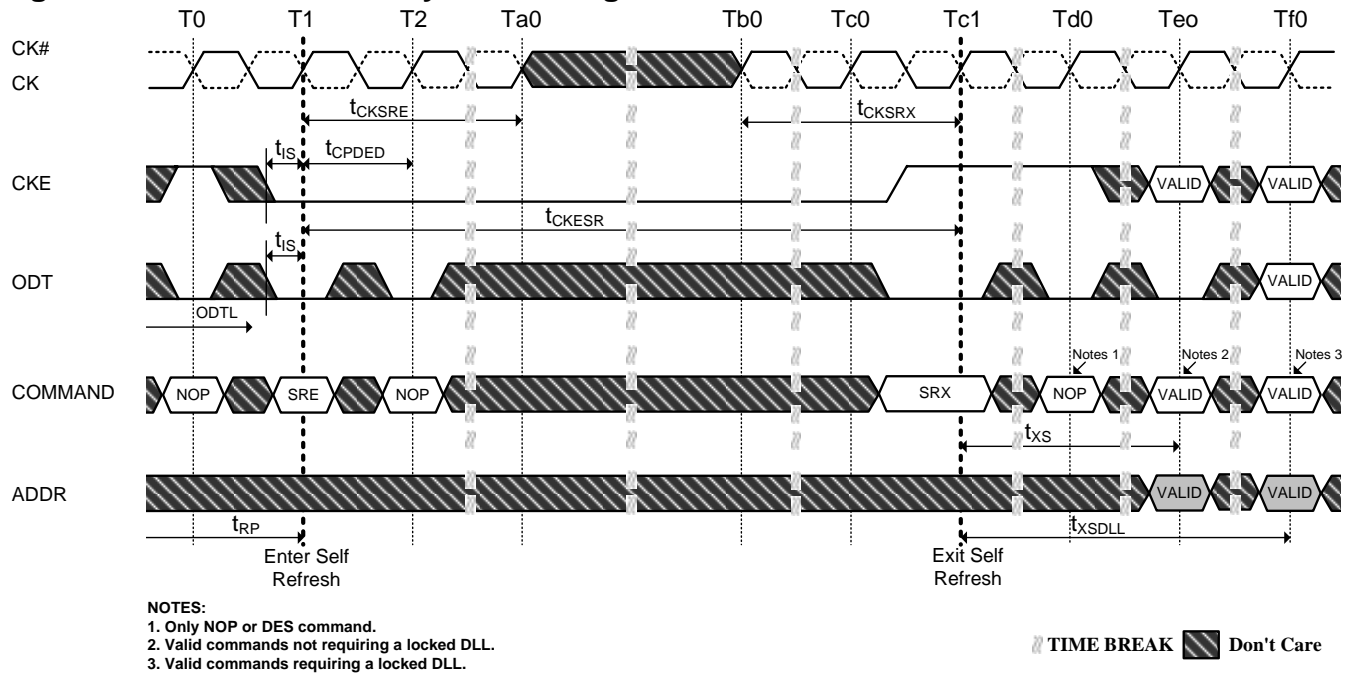 T0 T1 T2 Ta0 Tb0 Tc0 Tc1 Td0 Teo Tf0
CK#
CK
tCKSRE tCKSRX
tIS tCPDED
CKE VALID VALID
tCKESR
tIS
ODT VALID
ODTL
Notes 1 Notes 2 Notes 3
COMMAND NOP SRE NOP SRX NOP VALID VALID
tXS
ADDR VALID VALID
tRP tXSDLL
Enter Self Exit Self
Refresh Refresh
NOTES:
1. Only NOP or DES command.
2. Valid commands not requiring a locked DLL.
3. Valid commands requiring a locked DLL.
TIME BREAK Don't Care